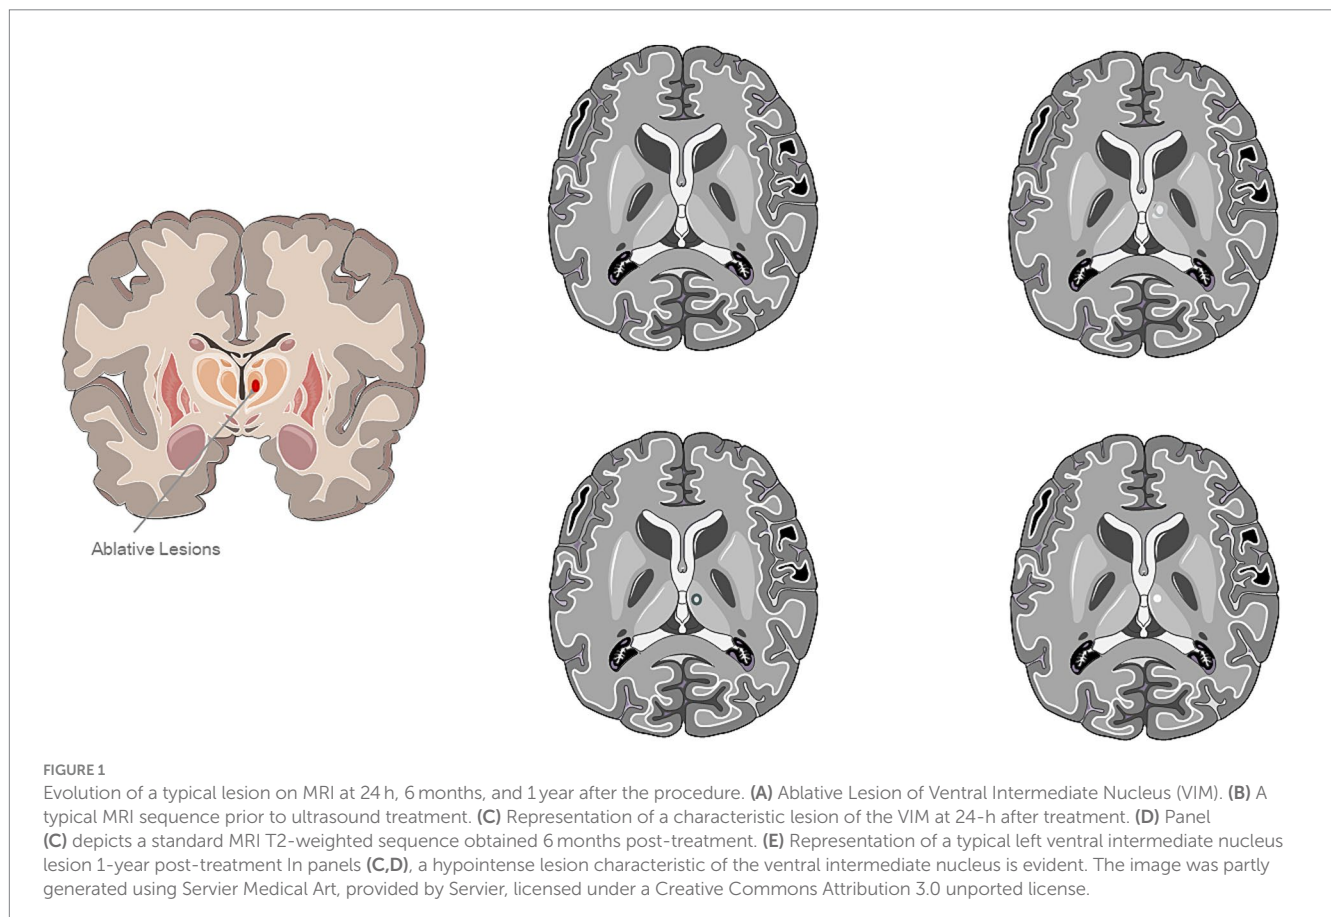 Ablative Lesions
FIGURE 1
Evolution of a typical lesion on MRI at 24 h, 6 months, and 1 year after the procedure. (A) Ablative Lesion of Ventral Intermediate Nucleus (VIM). (B) A
typical MRI sequence prior to ultrasound treatment. (C) Representation of a characteristic lesion of the VIM at 24-h after treatment. (D) Panel
(C) depicts a standard MRI T2-weighted sequence obtained 6 months post-treatment. (E) Representation of a typical left ventral intermediate nucleus
lesion 1-year post-treatment In panels (C,D), a hypointense lesion characteristic of the ventral intermediate nucleus is evident. The image was partly
generated using Servier Medical Art, provided by Servier, licensed under a Creative Commons Attribution 3.0 unported license.